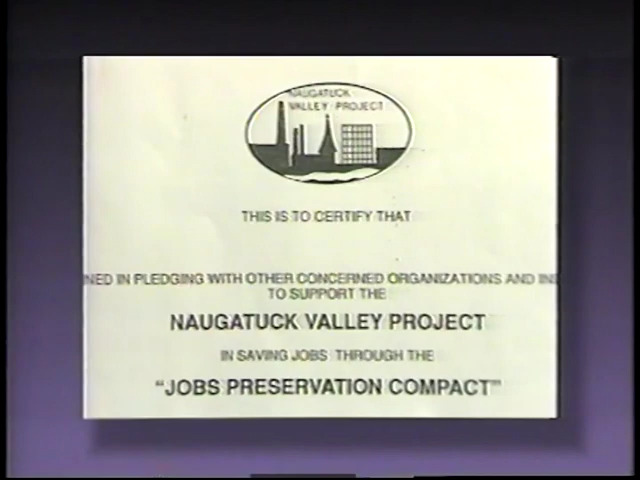 NAUGATUCK
VALLEY PROJECT
THIS IS TO CERTIFY THAT
NED IN PLEDGING WITH OTHER CONCERNED ORGANIZATIONS AND IN
TO SUPPORT THE
NAUGATUCK VALLEY PROJECT
IN SAVING JOBS THROUGH THE
“JOBS PRESERVATION COMPACT”